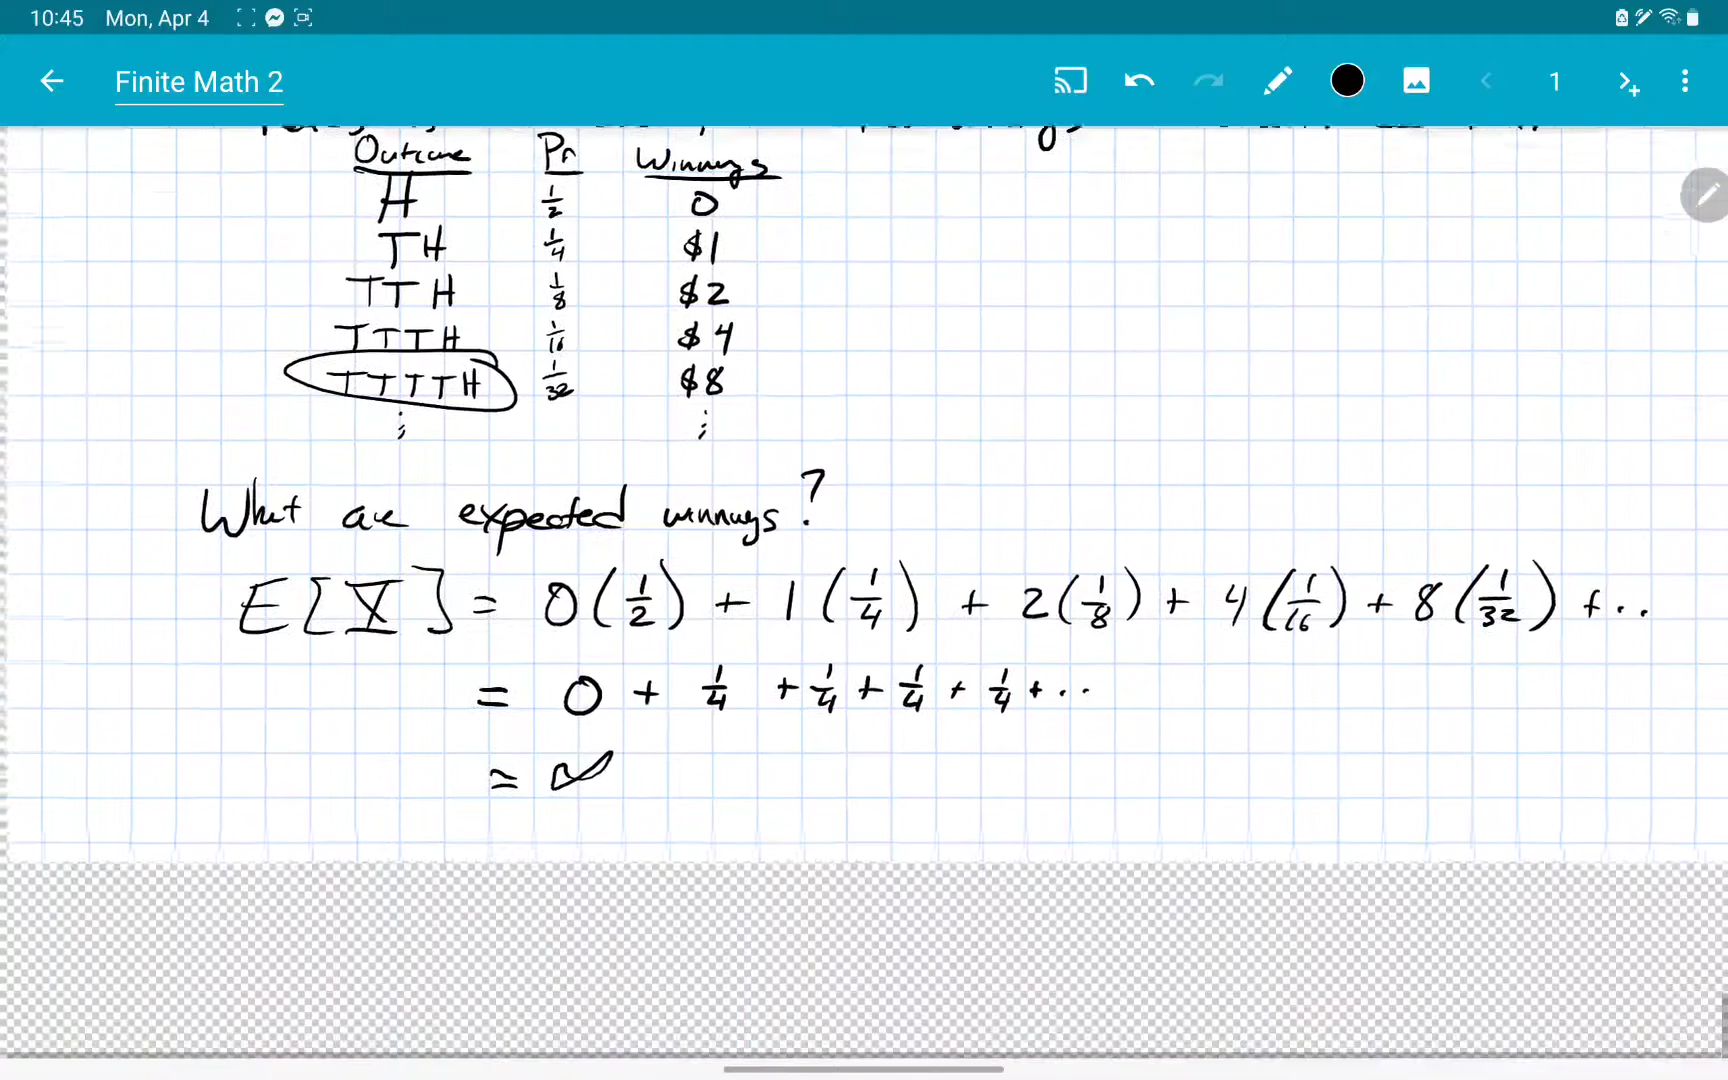 10:45 Mon, Apr 4
Finite Math 2
1
Outcome Pr Winnings
H 1/2 0
TH 1/4 $1
TTH 1/8 $2
TTTH 1/16 $4
TTTTH 1/32 $8
⋮ ⋮
What are expected winnings?
E[X] = 0(1/2) + 1(1/4) + 2(1/8) + 4(1/16) + 8(1/32) + ..
= 0 + 1/4 + 1/4 + 1/4 + 1/4 + ..
= ∞